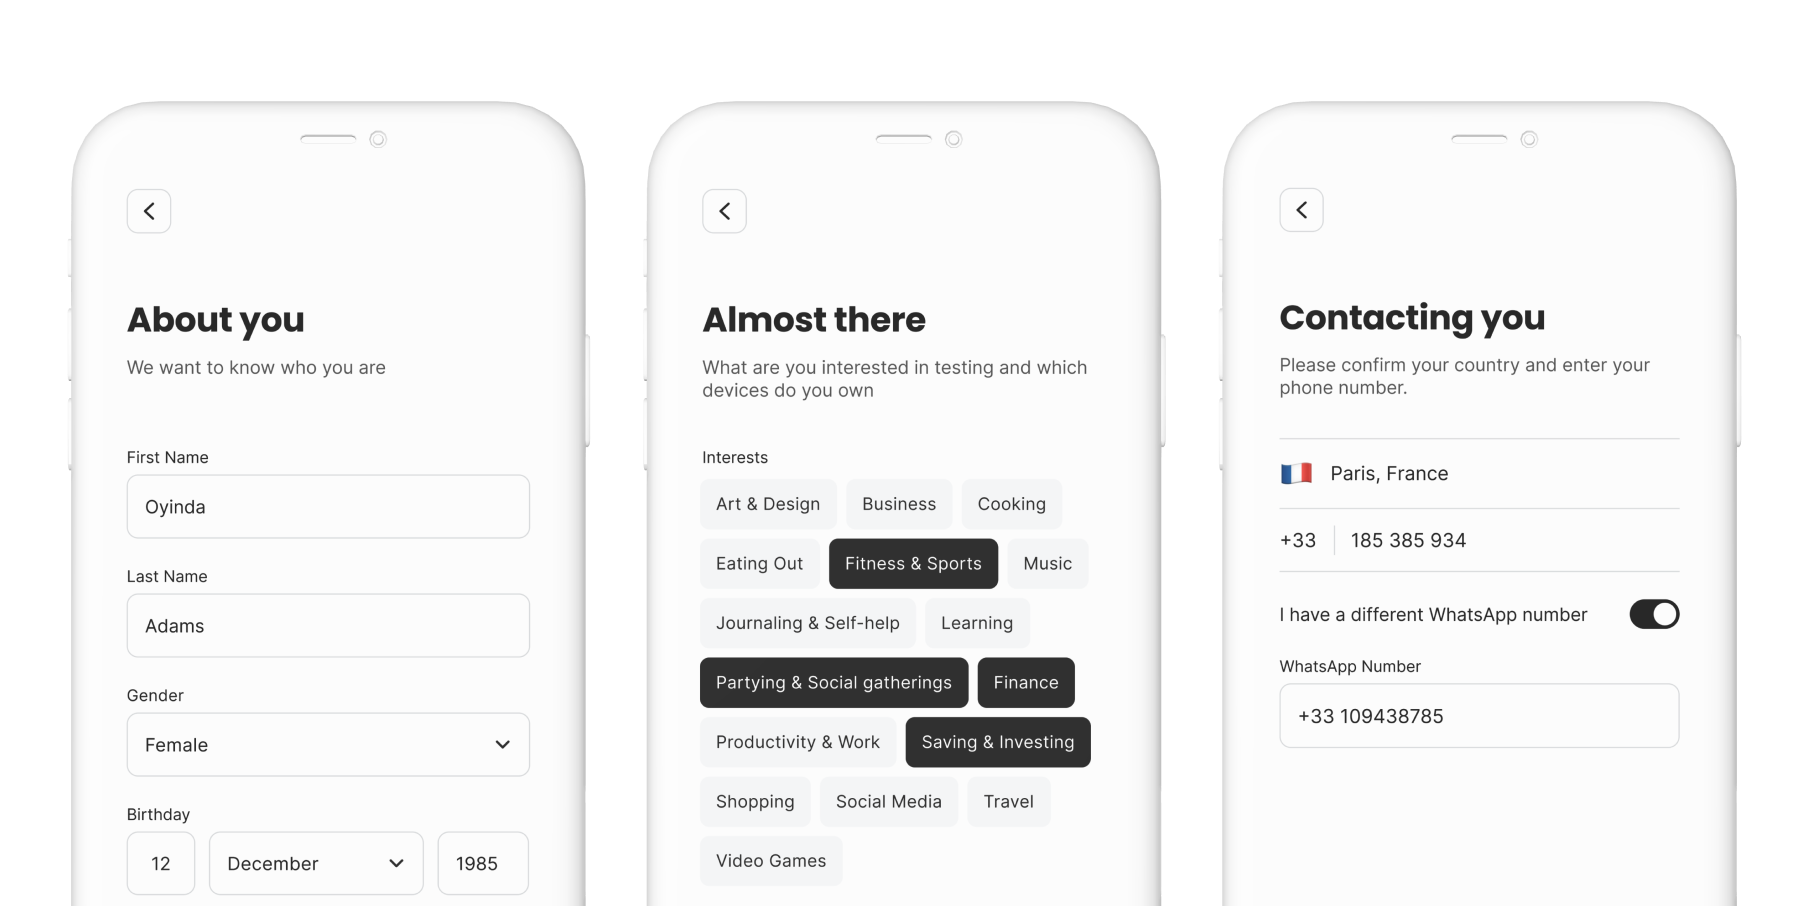 About you
We want to know who you are
First Name
Oyinda
Last Name
Adams
Gender
Female
Birthday
12 December 1985
Almost there
What are you interested in testing and which
devices do you own
Interests
Art & Design Business Cooking
Eating Out Fitness & Sports Music
Journaling & Self-help Learning
Partying & Social gatherings Finance
Productivity & Work Saving & Investing
Shopping Social Media Travel
Video Games
Contacting you
Please confirm your country and enter your
phone number.
Paris, France
+33 185 385 934
I have a different WhatsApp number
WhatsApp Number
+33 109438785